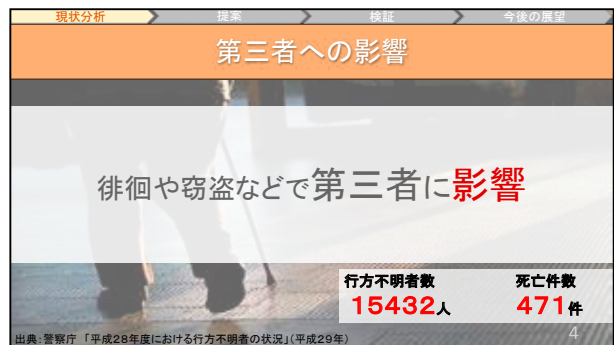 現状分析 提案 検証 今後の展望
第三者への影響
徘徊や窃盗などで第三者に影響
行方不明者数 死亡件数
15432人 471件
出典:警察庁 「平成28年度における行方不明者の状況」(平成29年)
4